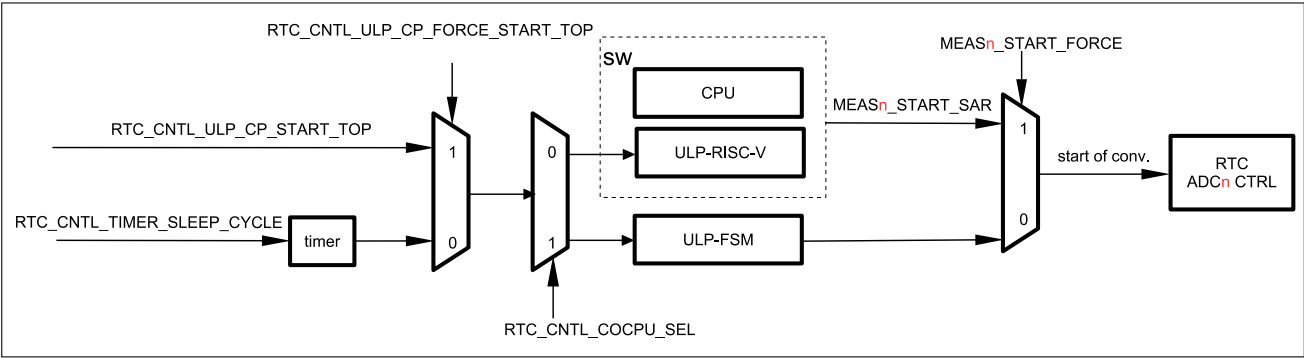 RTC_CNTL_ULP_CP_FORCE_START_TOP
SW
MEASn_START_FORCE
CPU
MEASn_START_SAR
RTC_CNTL_ULP_CP_START_TOP
1
0
ULP-RISC-V
1
start of conv.
RTC
ADCn CTRL
RTC_CNTL_TIMER_SLEEP_CYCLE
timer
0
1
ULP-FSM
0
RTC_CNTL_COCPU_SEL